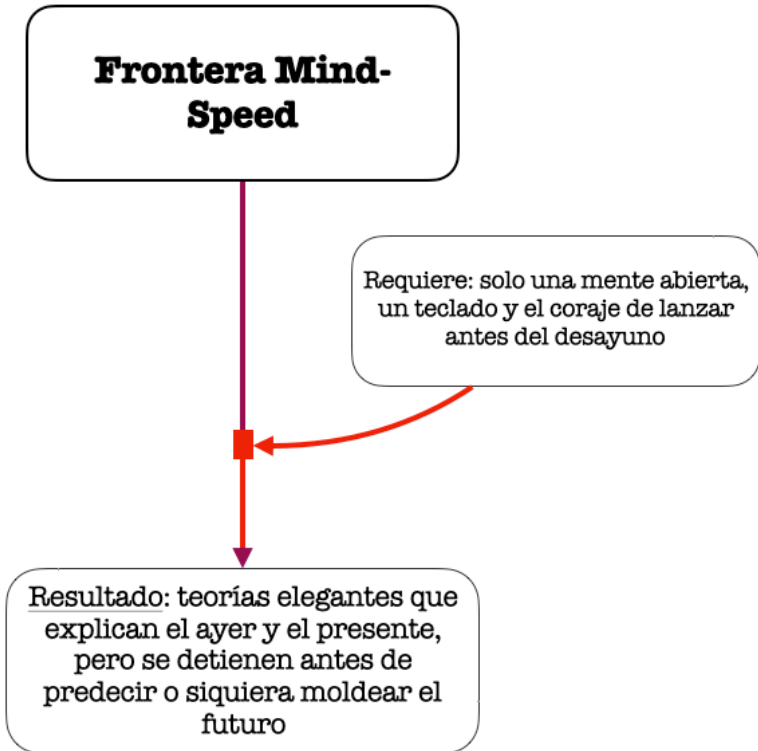 Frontera Mind-
Speed
Requiere: solo una mente abierta,
un teclado y el coraje de lanzar
antes del desayuno
Resultado: teorías elegantes que
explican el ayer y el presente,
pero se detienen antes de
predecir o siquiera moldear el
futuro